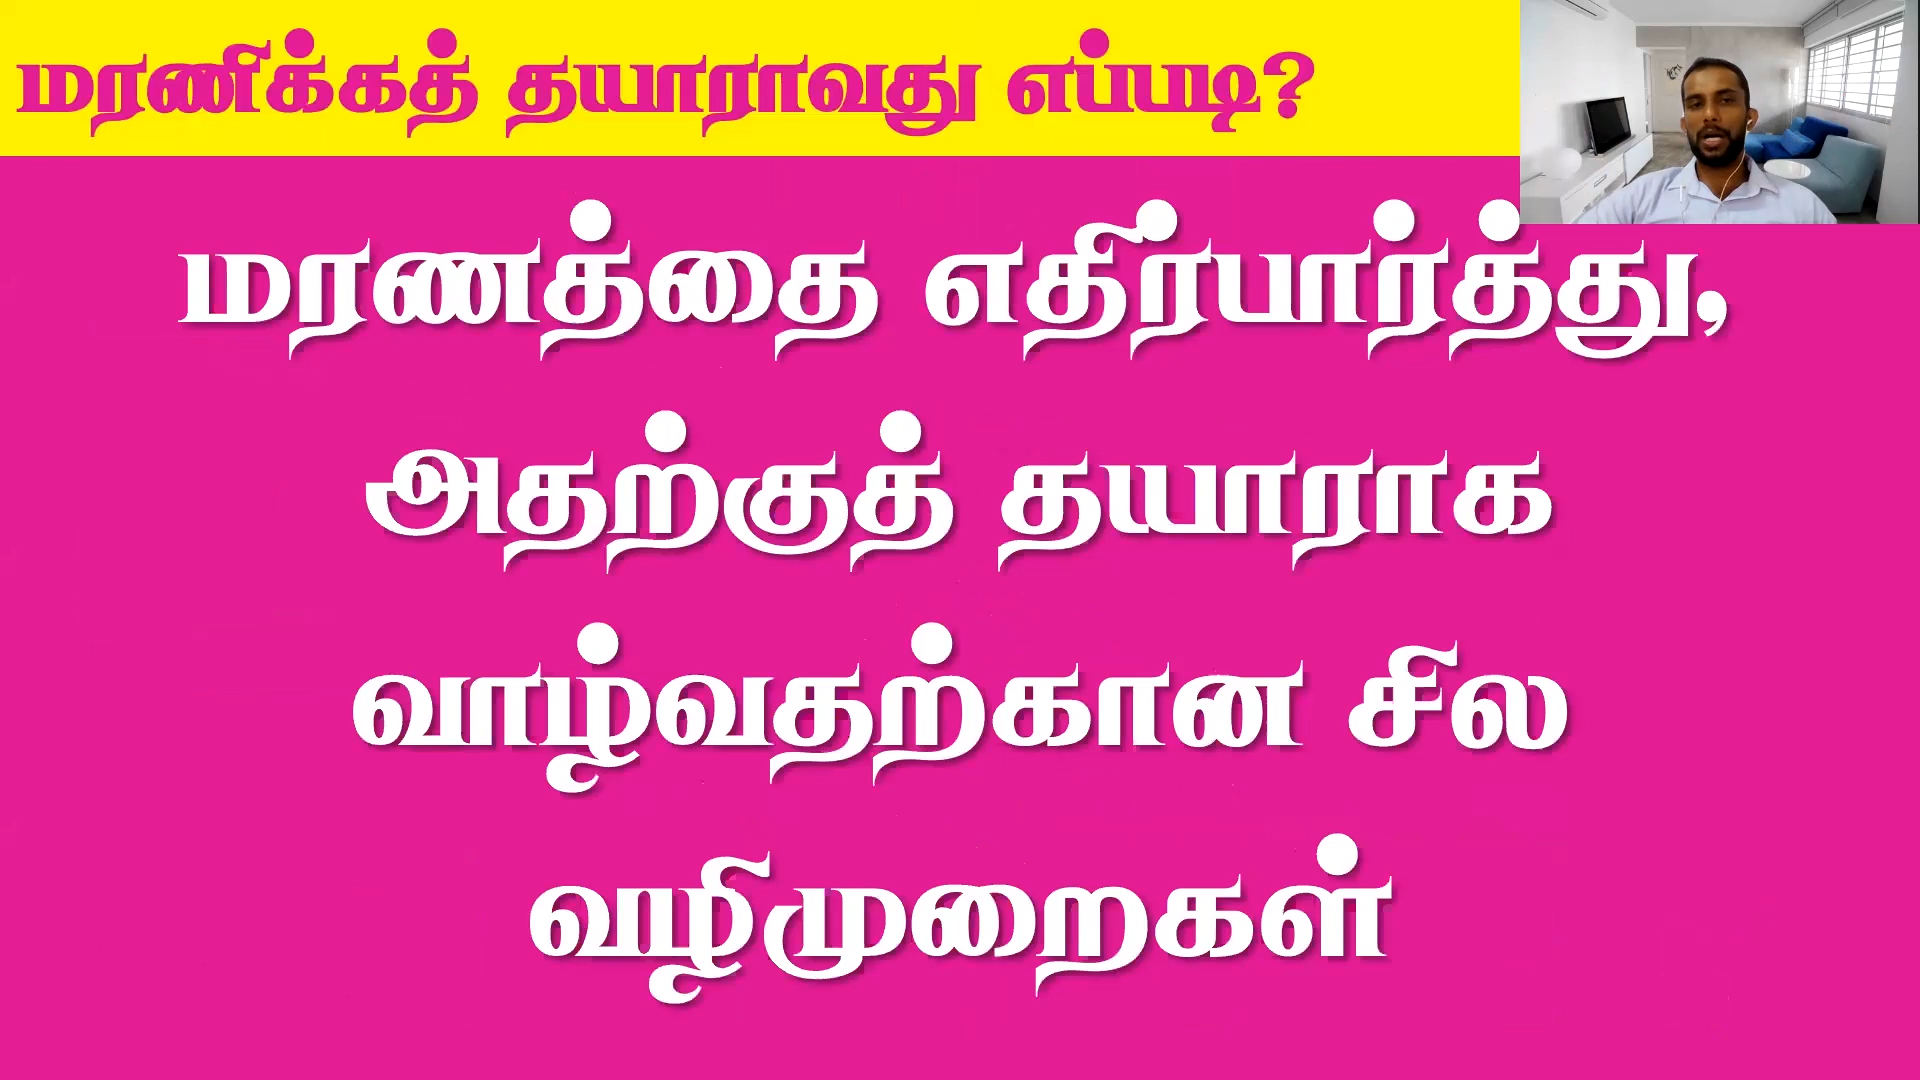 மரணிக்கத் தயாராவது எப்படி?
மரணத்தை எதிர்பார்த்து,
அதற்குத் தயாராக
வாழ்வதற்கான சில
வழிமுறைகள்